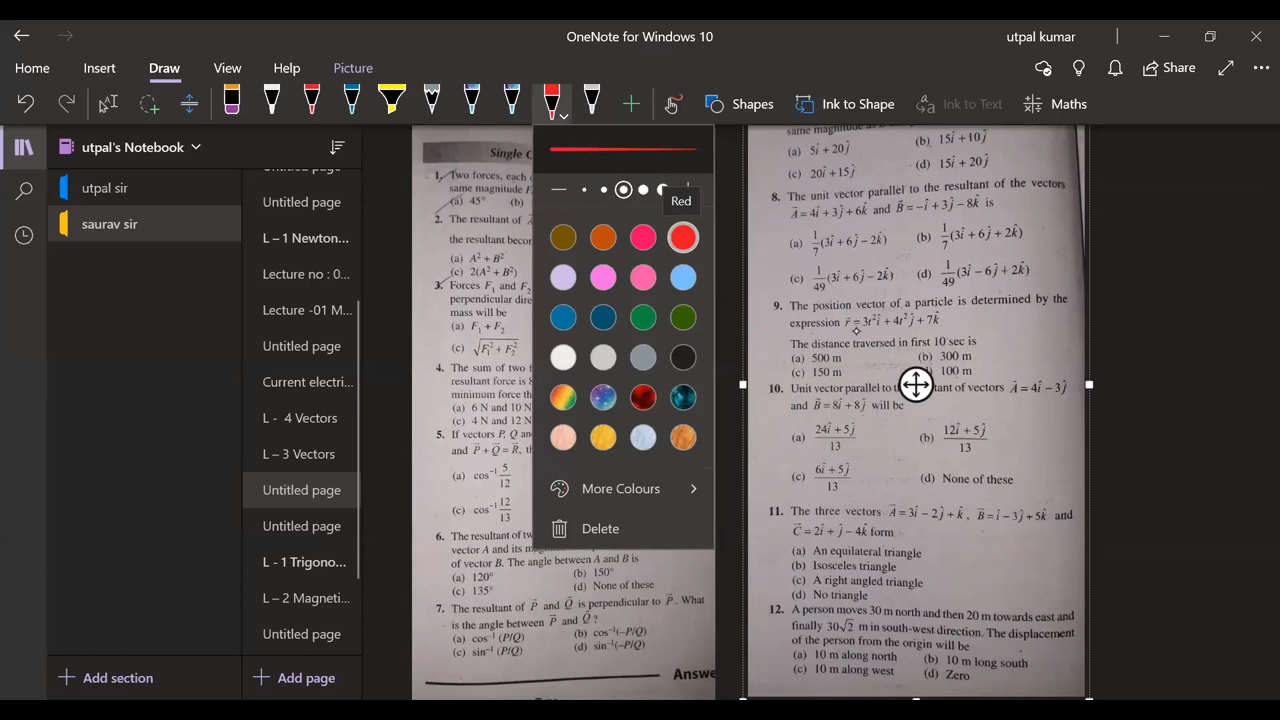 OneNote for Windows 10
utpal kumar
Home Insert Draw View Help Picture
Share
Shapes Ink to Shape Ink to Text Maths
utpal's Notebook
utpal sir
saurav sir
Untitled page
Untitled page
L – 1 Newton...
Lecture no : 0...
Lecture -01 M...
Untitled page
Current electri...
L - 4 Vectors
L – 3 Vectors
Untitled page
Untitled page
L - 1 Trigono...
L – 2 Magneti...
Untitled page
Add section
Add page
Red
More Colours
Delete
1. Two forces, each
same magnitude
(a) 45° (b)
2. The resultant of
the resultant
(a) A² + B²
(c) 2(A² + B²)
3. Forces F₁ and
perpendicular
mass will be
(a) F₁ + F₂
(c) √(F₁² + F₂²)
4. The sum of two
resultant force is
minimum force is
(a) 6 N and 10 N
(c) 4 N and 12 N
5. If vectors P, Q
and P⃗ + Q⃗ = R⃗,
(a) cos⁻¹ 5/12
(c) cos⁻¹ 12/13
6. The resultant of
vector A and its
of vector B. The angle between A and B is
(a) 120° (b) 150°
(c) 135° (d) None of these
7. The resultant of P⃗ and Q⃗ is perpendicular to P⃗. What
is the angle between P⃗ and Q⃗?
(a) cos⁻¹ (P/Q) (b) cos⁻¹(–P/Q)
(c) sin⁻¹ (P/Q) (d) sin⁻¹(–P/Q)
same magnitude as
(a) 5î + 20ĵ (b) 15î + 10ĵ
(c) 20î + 15ĵ (d) 15î + 20ĵ
8. The unit vector parallel to the resultant of the vectors
A⃗ = 4î + 3ĵ + 6k̂ and B⃗ = –î + 3ĵ – 8k̂ is
(a) 1/7 (3î + 6ĵ – 2k̂) (b) 1/7 (3î + 6ĵ + 2k̂)
(c) 1/49 (3î + 6ĵ – 2k̂) (d) 1/49 (3î – 6ĵ + 2k̂)
9. The position vector of a particle is determined by the
expression r⃗ = 3t²î + 4t²ĵ + 7k̂
The distance traversed in first 10 sec is
(a) 500 m (b) 300 m
(c) 150 m 100 m
10. Unit vector parallel to of vectors A⃗ = 4î – 3ĵ
and B⃗ = 8î + 8ĵ will be
(a) 24î + 5ĵ/13 (b) 12î + 5ĵ/13
(c) 6î + 5ĵ/13 (d) None of these
11. The three vectors A⃗ = 3î – 2ĵ + k̂, B⃗ = î – 3ĵ + 5k̂ and
C⃗ = 2î + ĵ – 4k̂ form
(a) An equilateral triangle
(b) Isosceles triangle
(c) A right angled triangle
(d) No triangle
12. A person moves 30 m north and then 20 m towards east and
finally 30√2 m in south-west direction. The displacement
of the person from the origin will be
(a) 10 m along north (b) 10 m long south
(c) 10 m along west (d) Zero